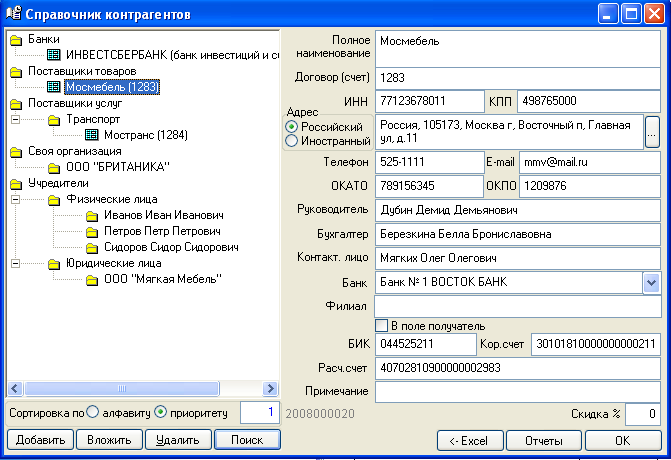 Справочник контрагентов
Банки
ИНВЕСТСБЕРБАНК (банк инвестиций и с
Поставщики товаров
Мосмебель (1283)
Поставщики услуг
Транспорт
Мостранс (1284)
Своя организация
ООО "БРИТАНИКА"
Учредители
Физические лица
Иванов Иван Иванович
Петров Петр Петрович
Сидоров Сидор Сидорович
Юридические лица
ООО "Мягкая Мебель"
Сортировка по алфавиту приоритету 1
Добавить Вложить Удалить Поиск
Полное наименование Мосмебель
Договор (счет) 1283
ИНН 77123678011 КПП 498765000
Адрес
Российский
Иностранный
Россия, 105173, Москва г, Восточный п, Главная
ул, д.11
...
Телефон 525-1111 E-mail mmv@mail.ru
ОКАТО 789156345 ОКПО 1209876
Руководитель Дубин Демид Демьянович
Бухгалтер Березкина Белла Брониславовна
Контакт. лицо Мягких Олег Олегович
Банк Банк № 1 ВОСТОК БАНК
Филиал
В поле получатель
БИК 044525211 Кор.счет 30101810000000000211
Расч.счет 40702810900000002983
Примечание
2008000020 Скидка % 0
<- Excel Отчеты OK